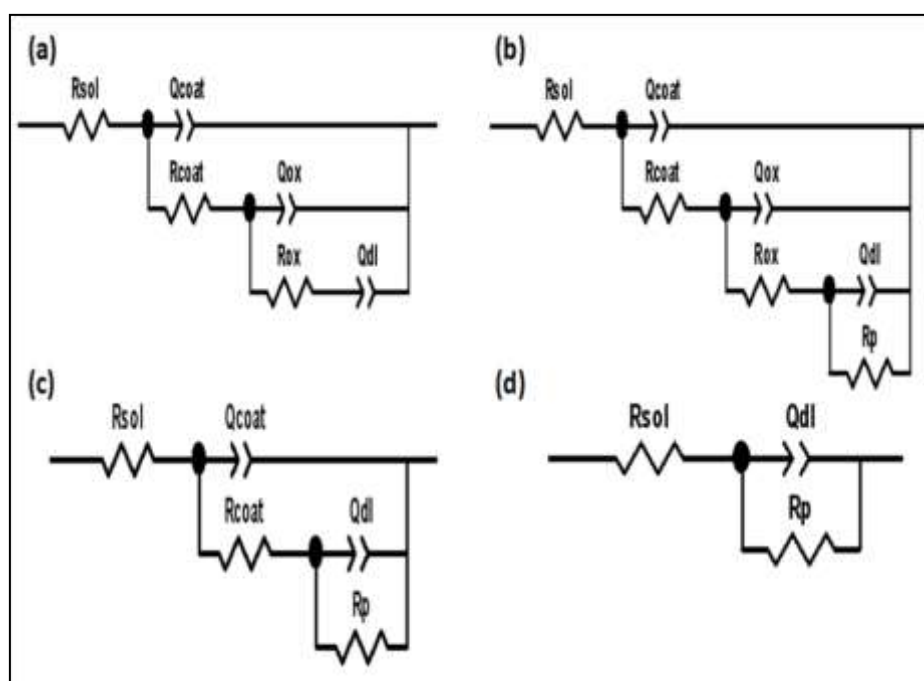 (a)
Rsol Qcoat
Rcoat Qox
Rox Qdl
(b)
Rsol Qcoat
Rcoat Qox
Rox Qdl
Rp
(c)
Rsol Qcoat
Rcoat Qdl
Rp
(d)
Rsol Qdl
Rp